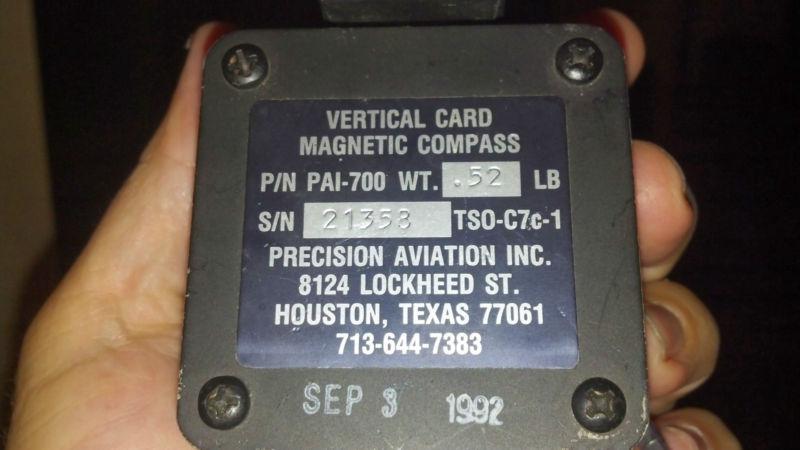 VERTICAL CARD
MAGNETIC COMPASS
P/N PAI-700 WT. .52 LB
S/N 21358 TSO-C7c-1
PRECISION AVIATION INC.
8124 LOCKHEED ST.
HOUSTON, TEXAS 77061
713-644-7383
SEP 3 1992